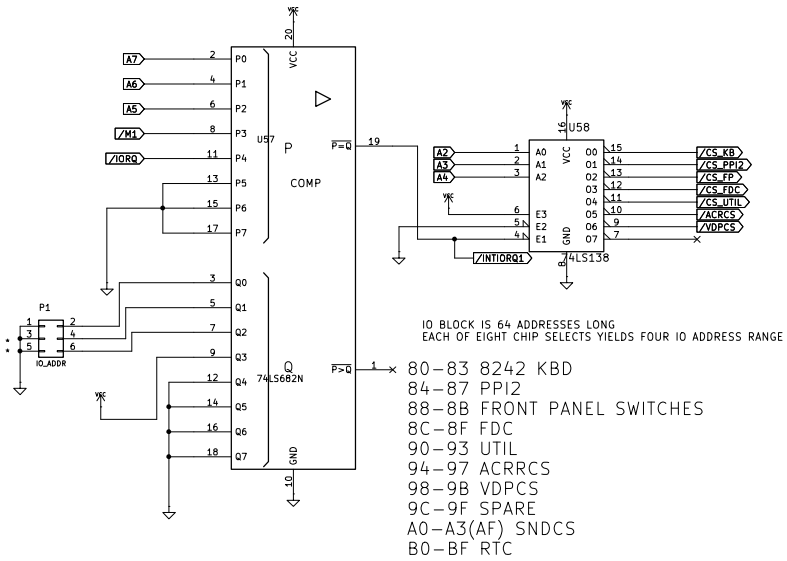 VCC
20
VCC
A7 2 P0
A6 4 P1
A5 6 P2
/M1 8 P3
/IORQ 11 P4
13 P5
15 P6
17 P7
U57
P
COMP
P=Q 19
3 Q0
5 Q1
7 Q2
9 Q3
12 Q4
14 Q5
16 Q6
18 Q7
Q
74LS682N
P>Q 1
GND
10
P1
1 2
* 3 4
* 5 6
IO_ADDR
VCC
VCC
16
U58
VCC
A2 1 A0
A3 2 A1
A4 3 A2
VCC
6 E3
5 E2
4 E1
O0 15 /CS_KB
O1 14 /CS_PPI2
O2 13 /CS_FP
O3 12 /CS_FDC
O4 11 /CS_UTIL
O5 10 /ACRCS
O6 9 /VDPCS
O7 7
GND
8
74LS138
/INTIORQ1
IO BLOCK IS 64 ADDRESSES LONG
EACH OF EIGHT CHIP SELECTS YIELDS FOUR IO ADDRESS RANGE
80-83 8242 KBD
84-87 PPI2
88-8B FRONT PANEL SWITCHES
8C-8F FDC
90-93 UTIL
94-97 ACRRCS
98-9B VDPCS
9C-9F SPARE
A0-A3(AF) SNDCS
B0-BF RTC